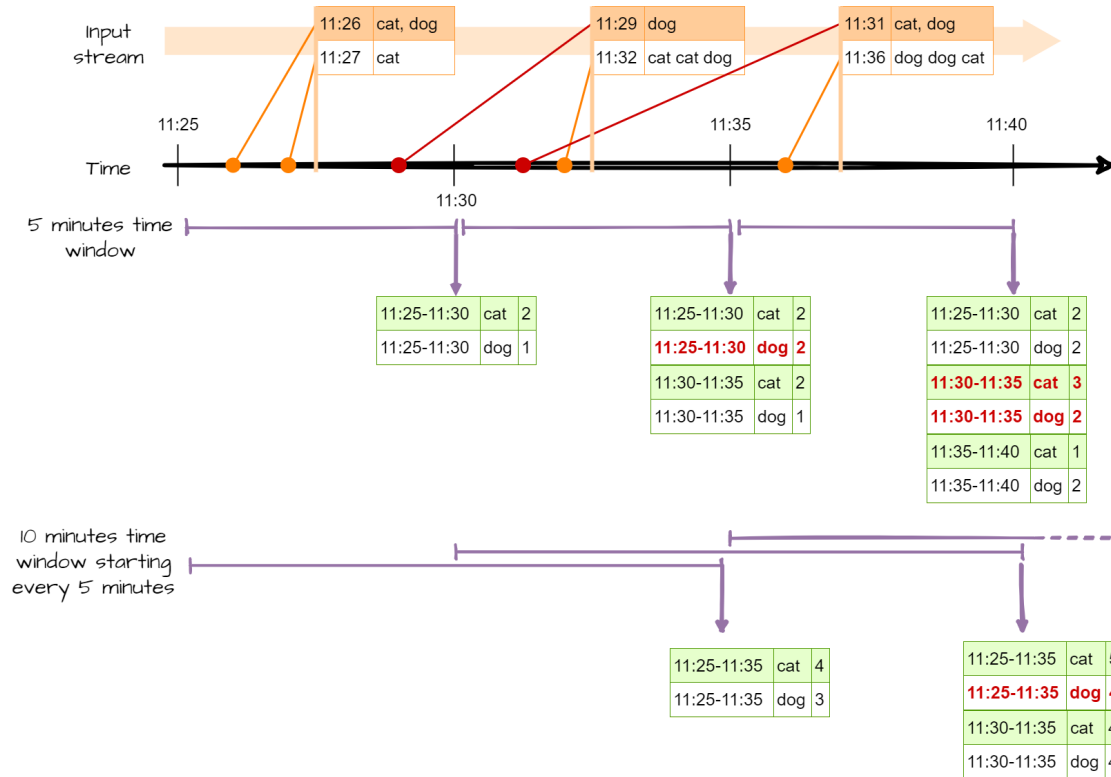 Input
stream
11:26 cat, dog
11:27 cat
11:29 dog
11:32 cat cat dog
11:31 cat, dog
11:36 dog dog cat
11:25
11:35
11:40
Time
11:30
5 minutes time
window
11:25-11:30 cat 2
11:25-11:30 dog 1
11:25-11:30 cat 2
11:25-11:30 dog 2
11:30-11:35 cat 2
11:30-11:35 dog 1
11:25-11:30 cat 2
11:25-11:30 dog 2
11:30-11:35 cat 3
11:30-11:35 dog 2
11:35-11:40 cat 1
11:35-11:40 dog 2
10 minutes time
window starting
every 5 minutes
11:25-11:35 cat 4
11:25-11:35 dog 3
11:25-11:35 cat
11:25-11:35 dog
11:30-11:35 cat
11:30-11:35 dog